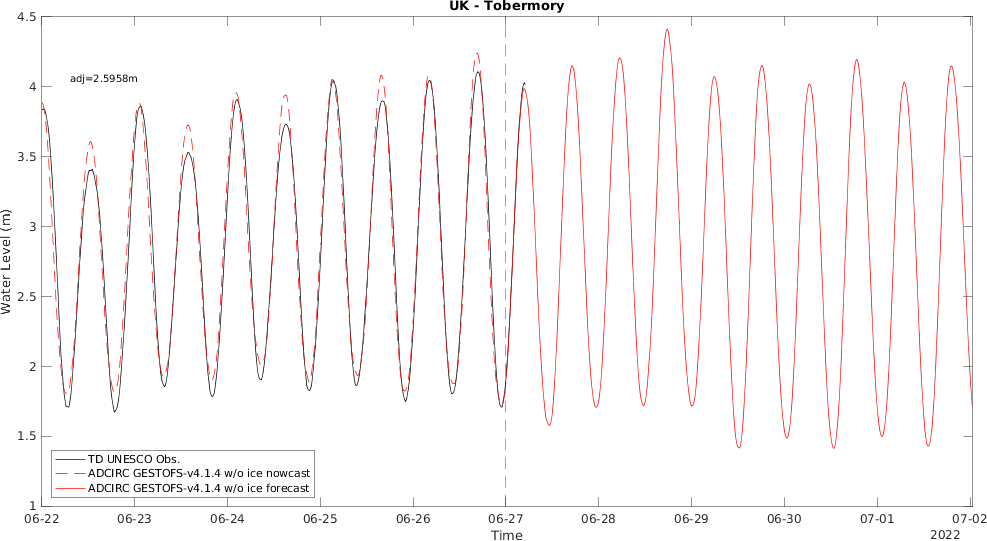 UK - Tobermory
4.5
4
3.5
3
2.5
2
1.5
1
Water Level (m)
adj=2.5958m
TD UNESCO Obs.
ADCIRC GESTOFS-v4.1.4 w/o ice nowcast
ADCIRC GESTOFS-v4.1.4 w/o ice forecast
06-22 06-23 06-24 06-25 06-26 06-27 06-28 06-29 06-30 07-01 07-02
Time
2022